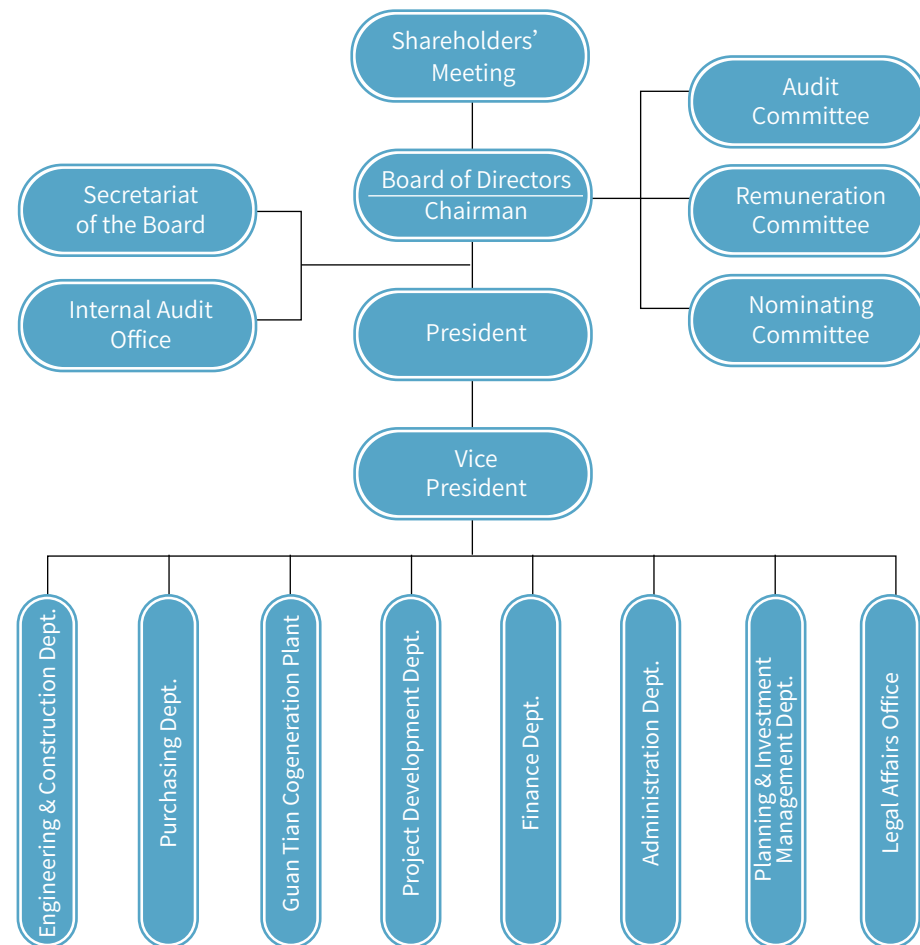 Shareholders’
Meeting
Audit
Committee
Board of Directors
Chairman
Secretariat
of the Board
Remuneration
Committee
Internal Audit
Office
President
Nominating
Committee
Vice
President
Engineering & Construction Dept.
Purchasing Dept.
Guan Tian Cogeneration Plant
Project Development Dept.
Finance Dept.
Administration Dept.
Planning & Investment
Management Dept.
Legal Affairs Office